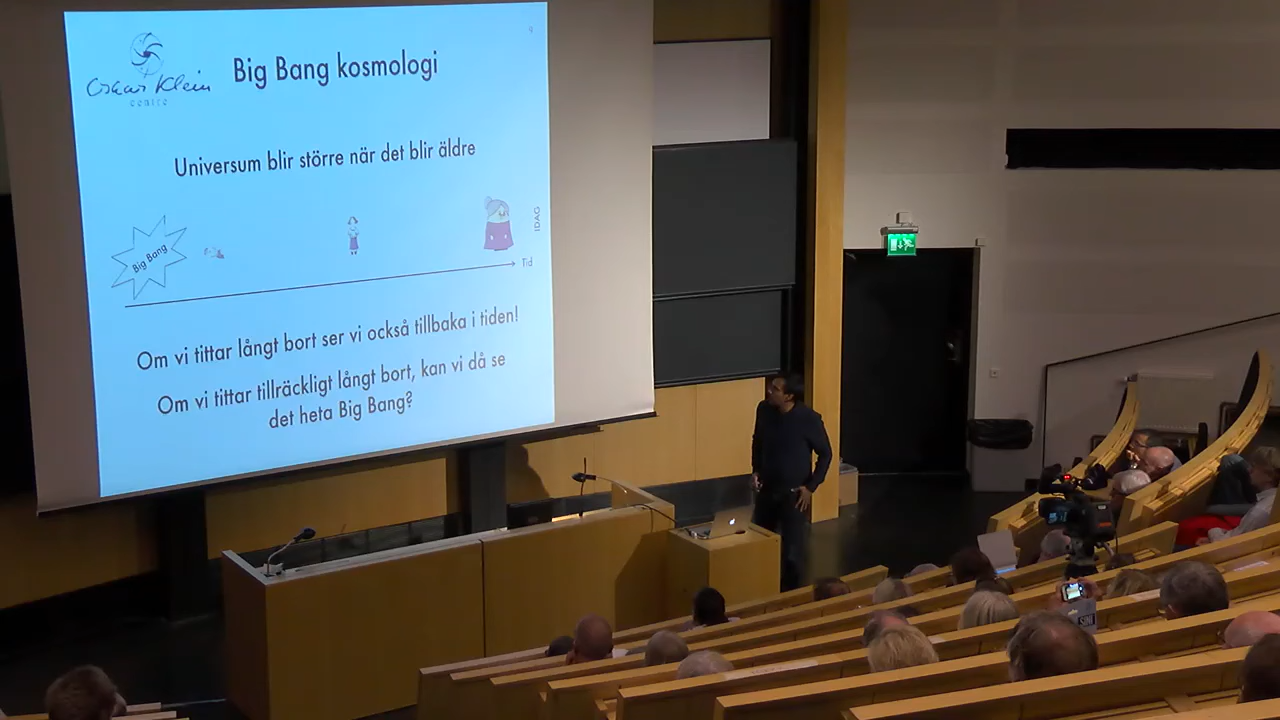 Oskar Klein
centre
Big Bang kosmologi
Universum blir större när det blir äldre
Big Bang
IDAG
Tid
Om vi tittar långt bort ser vi också tillbaka i tiden!
Om vi tittar tillräckligt långt bort, kan vi då se
det heta Big Bang?